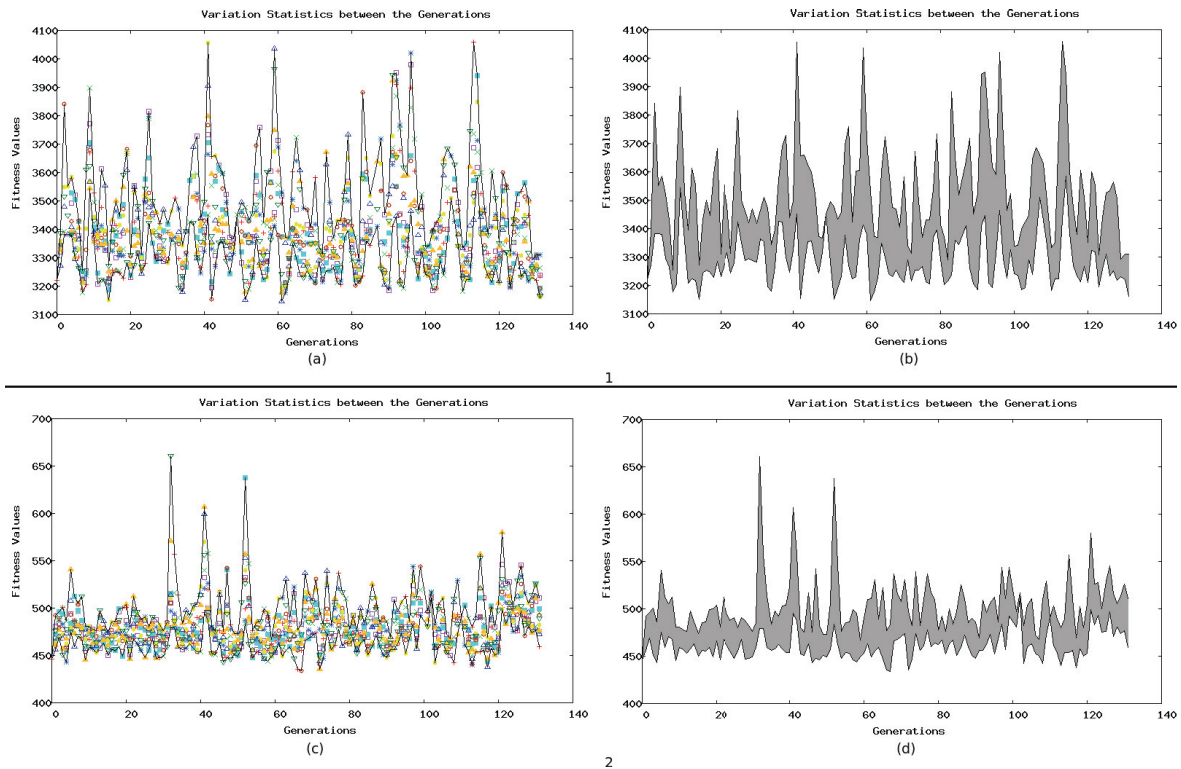 Variation Statistics between the Generations
Fitness Values
4100
4000
3900
3800
3700
3600
3500
3400
3300
3200
3100
0 20 40 60 80 100 120 140
Generations
(a)
Variation Statistics between the Generations
Fitness Values
4100
4000
3900
3800
3700
3600
3500
3400
3300
3200
3100
0 20 40 60 80 100 120 140
Generations
(b)
1
Variation Statistics between the Generations
Fitness Values
700
650
600
550
500
450
400
0 20 40 60 80 100 120 140
Generations
(c)
Variation Statistics between the Generations
Fitness Values
700
650
600
550
500
450
400
0 20 40 60 80 100 120 140
Generations
(d)
2